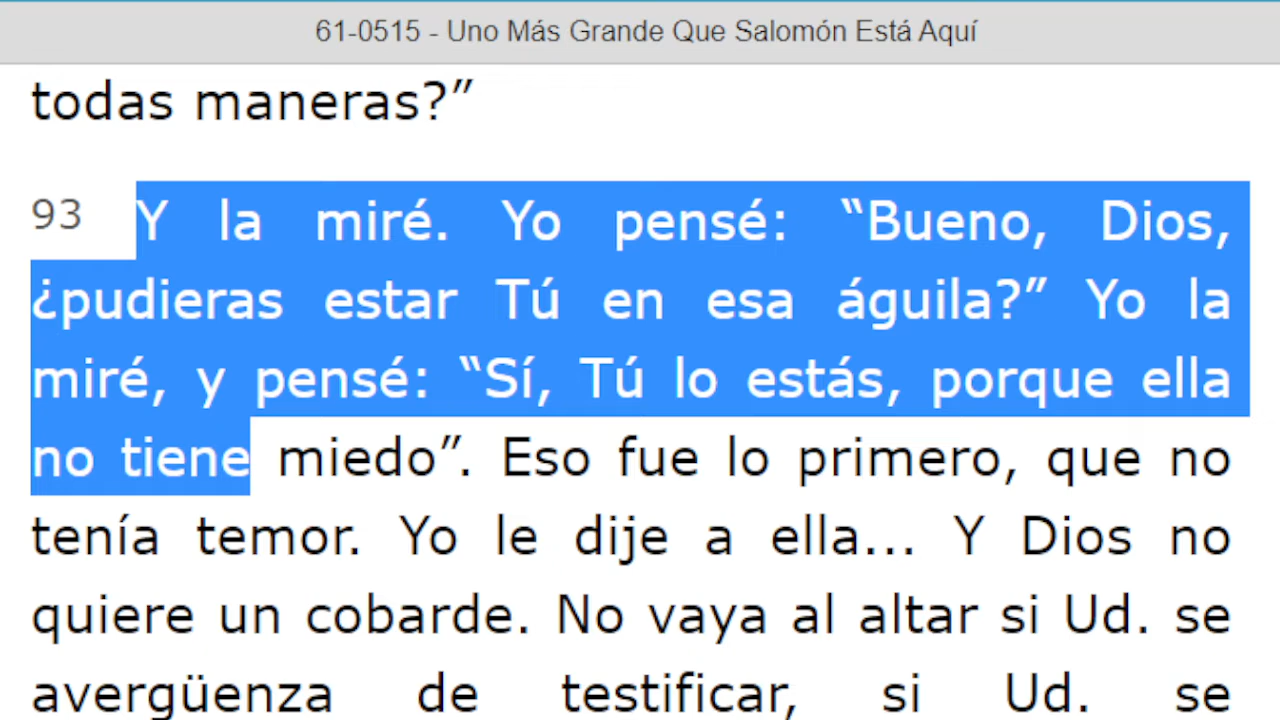 61-0515 - Uno Más Grande Que Salomón Está Aquí
todas maneras?”
93 Y la miré. Yo pensé: “Bueno, Dios,
¿pudieras estar Tú en esa águila?” Yo la
miré, y pensé: “Sí, Tú lo estás, porque ella
no tiene miedo”. Eso fue lo primero, que no
tenía temor. Yo le dije a ella... Y Dios no
quiere un cobarde. No vaya al altar si Ud. se
avergüenza de testificar, si Ud. se